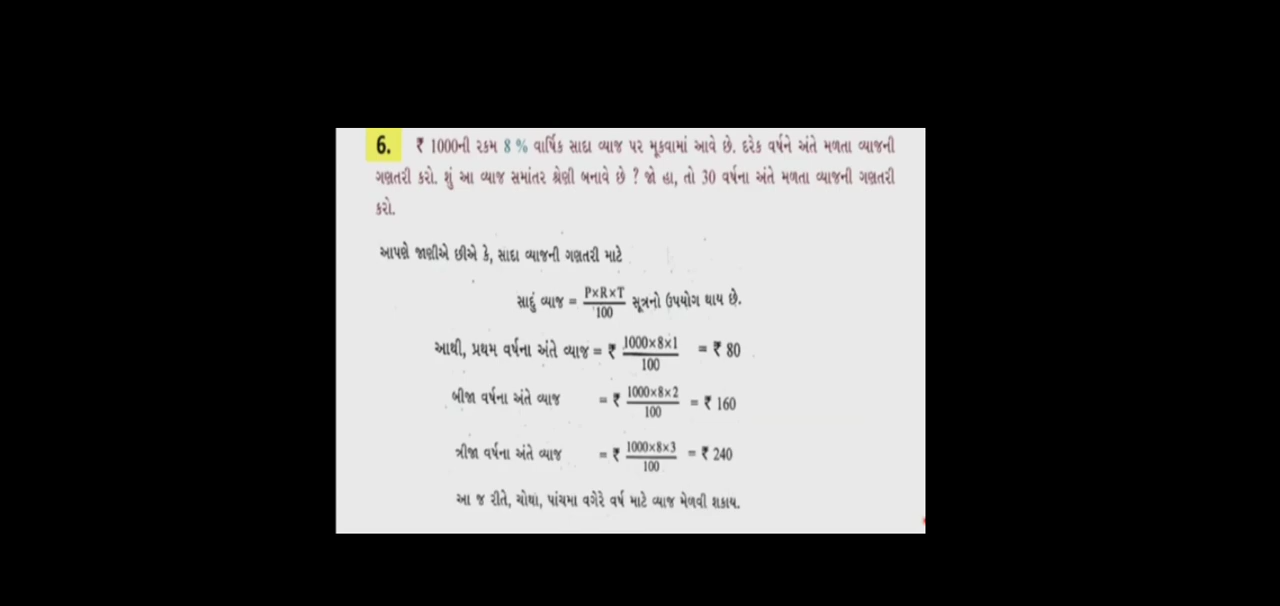 6. ₹ 1000ની રકમ 8 % વાર્ષિક સાદા વ્યાજ પર મૂકવામાં આવે છે. દરેક વર્ષને અંતે મળતા વ્યાજની
ગણતરી કરો. શું આ વ્યાજ સમાંતર શ્રેણી બનાવે છે ? જો હા, તો 30 વર્ષના અંતે મળતા વ્યાજની ગણતરી
કરો.
આપણે જાણીએ છીએ કે, સાદા વ્યાજની ગણતરી માટે
સાદું વ્યાજ = P×R×T/100 સૂત્રનો ઉપયોગ થાય છે.
આથી, પ્રથમ વર્ષના અંતે વ્યાજ = ₹ 1000×8×1/100 = ₹ 80
બીજા વર્ષના અંતે વ્યાજ = ₹ 1000×8×2/100 = ₹ 160
ત્રીજા વર્ષના અંતે વ્યાજ = ₹ 1000×8×3/100 = ₹ 240
આ જ રીતે, ચોથા, પાંચમા વગેરે વર્ષ માટે વ્યાજ મેળવી શકાય.